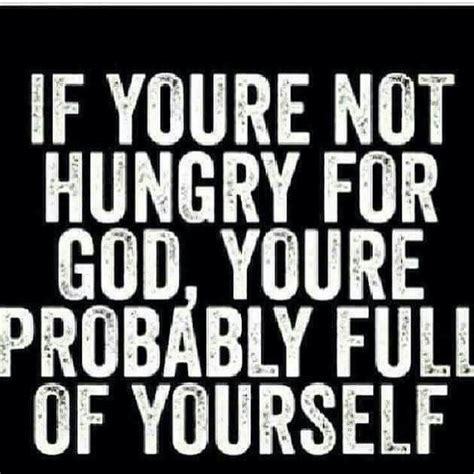 IF YOURE NOT
HUNGRY FOR
GOD, YOURE
PROBABLY FULL
OF YOURSELF